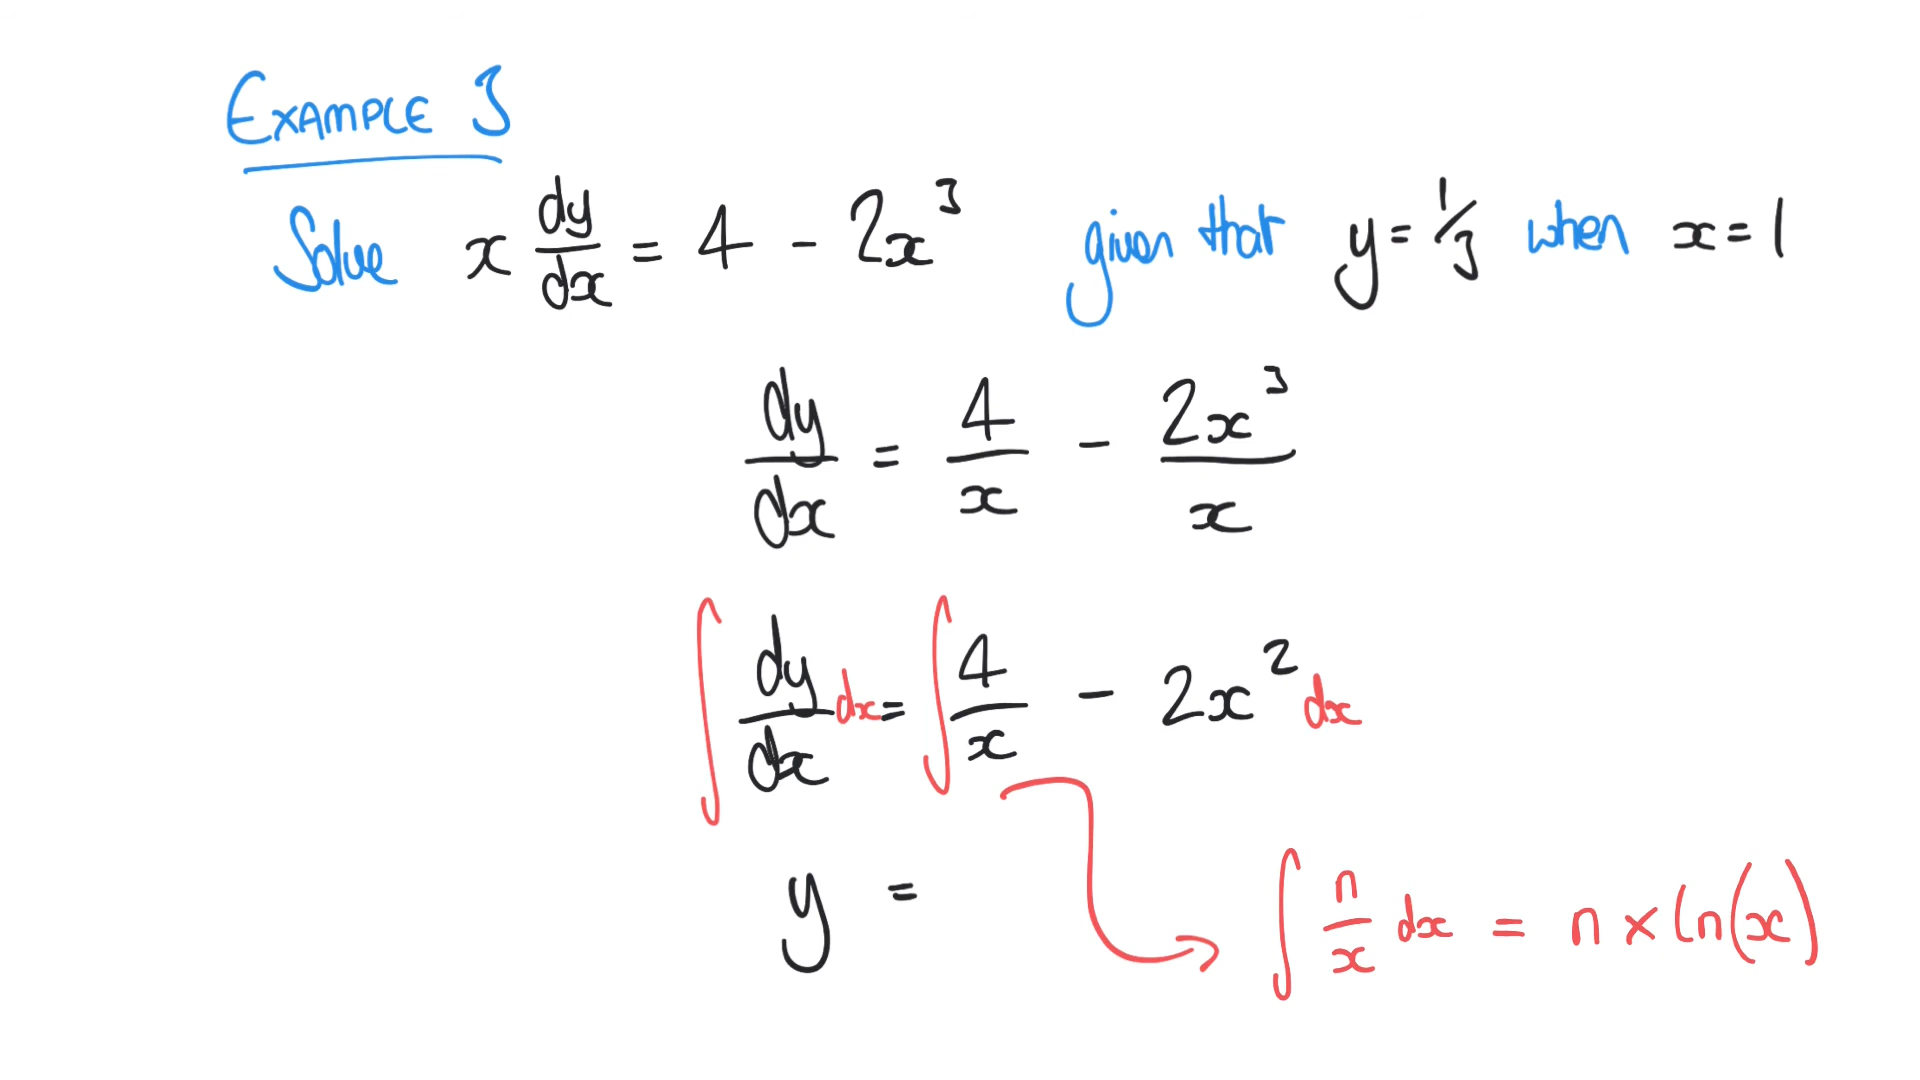 EXAMPLE 3
Solve x dy/dx = 4 - 2x³ given that y = 1/3 when x = 1
dy/dx = 4/x - 2x³/x
∫ dy/dx dx = ∫ 4/x - 2x² dx
y =
∫ n/x dx = n × ln(x)